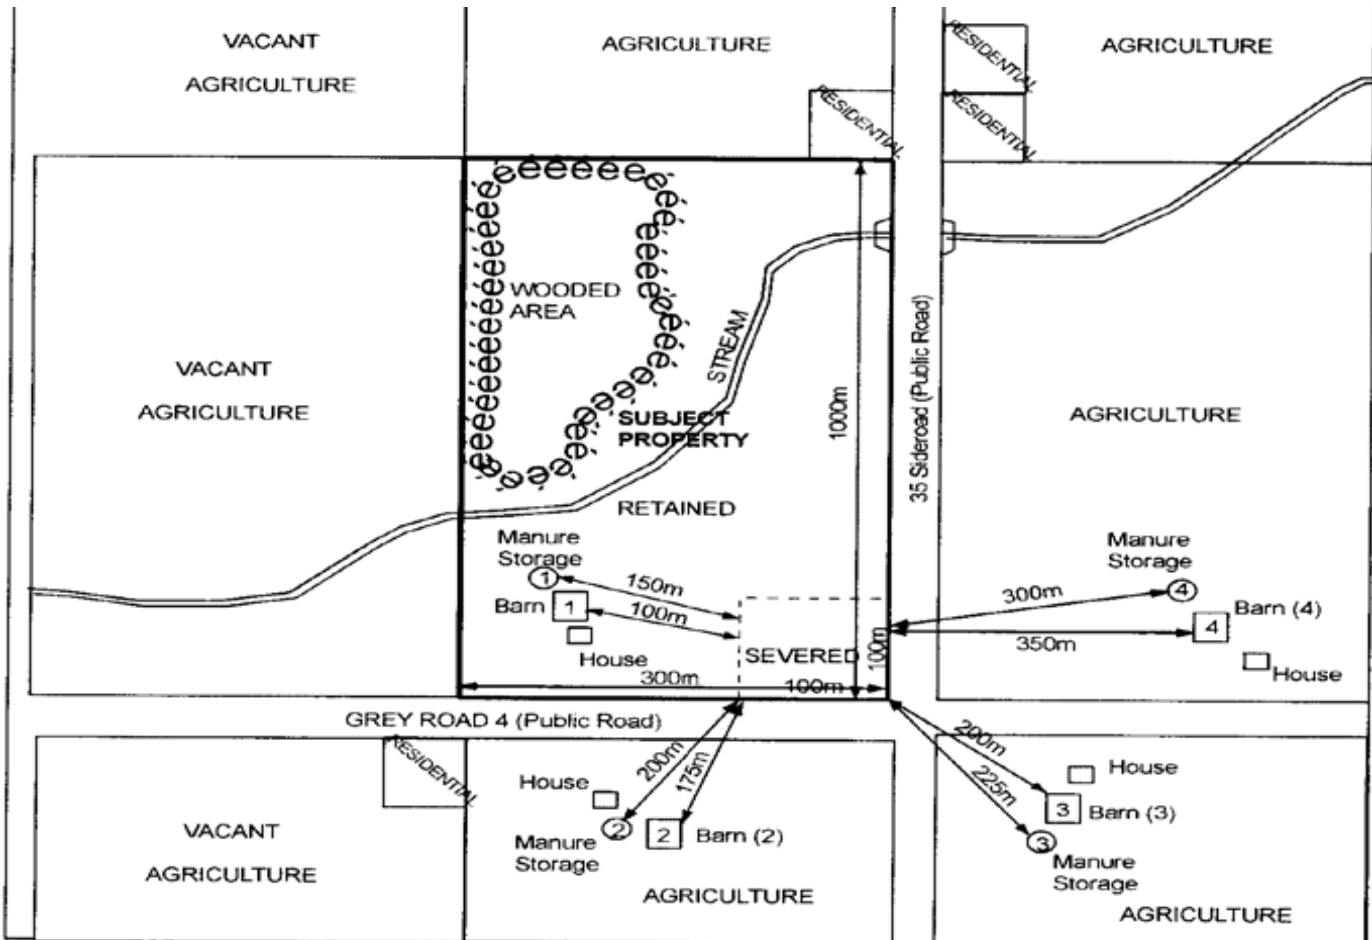 VACANT
AGRICULTURE
AGRICULTURE
RESIDENTIAL
RESIDENTIAL
RESIDENTIAL
AGRICULTURE
VACANT
AGRICULTURE
WOODED
AREA
STREAM
SUBJECT
PROPERTY
RETAINED
1000m
35 Sideroad (Public Road)
AGRICULTURE
Manure
Storage
1
150m
Barn
1
100m
House
SEVERED
100m
300m
100m
Manure
Storage
4
300m
Barn (4)
4
350m
House
GREY ROAD 4 (Public Road)
RESIDENTIAL
VACANT
AGRICULTURE
200m
175m
House
2
Manure
Storage
2
Barn (2)
AGRICULTURE
200m
225m
House
3
Barn (3)
3
Manure
Storage
AGRICULTURE